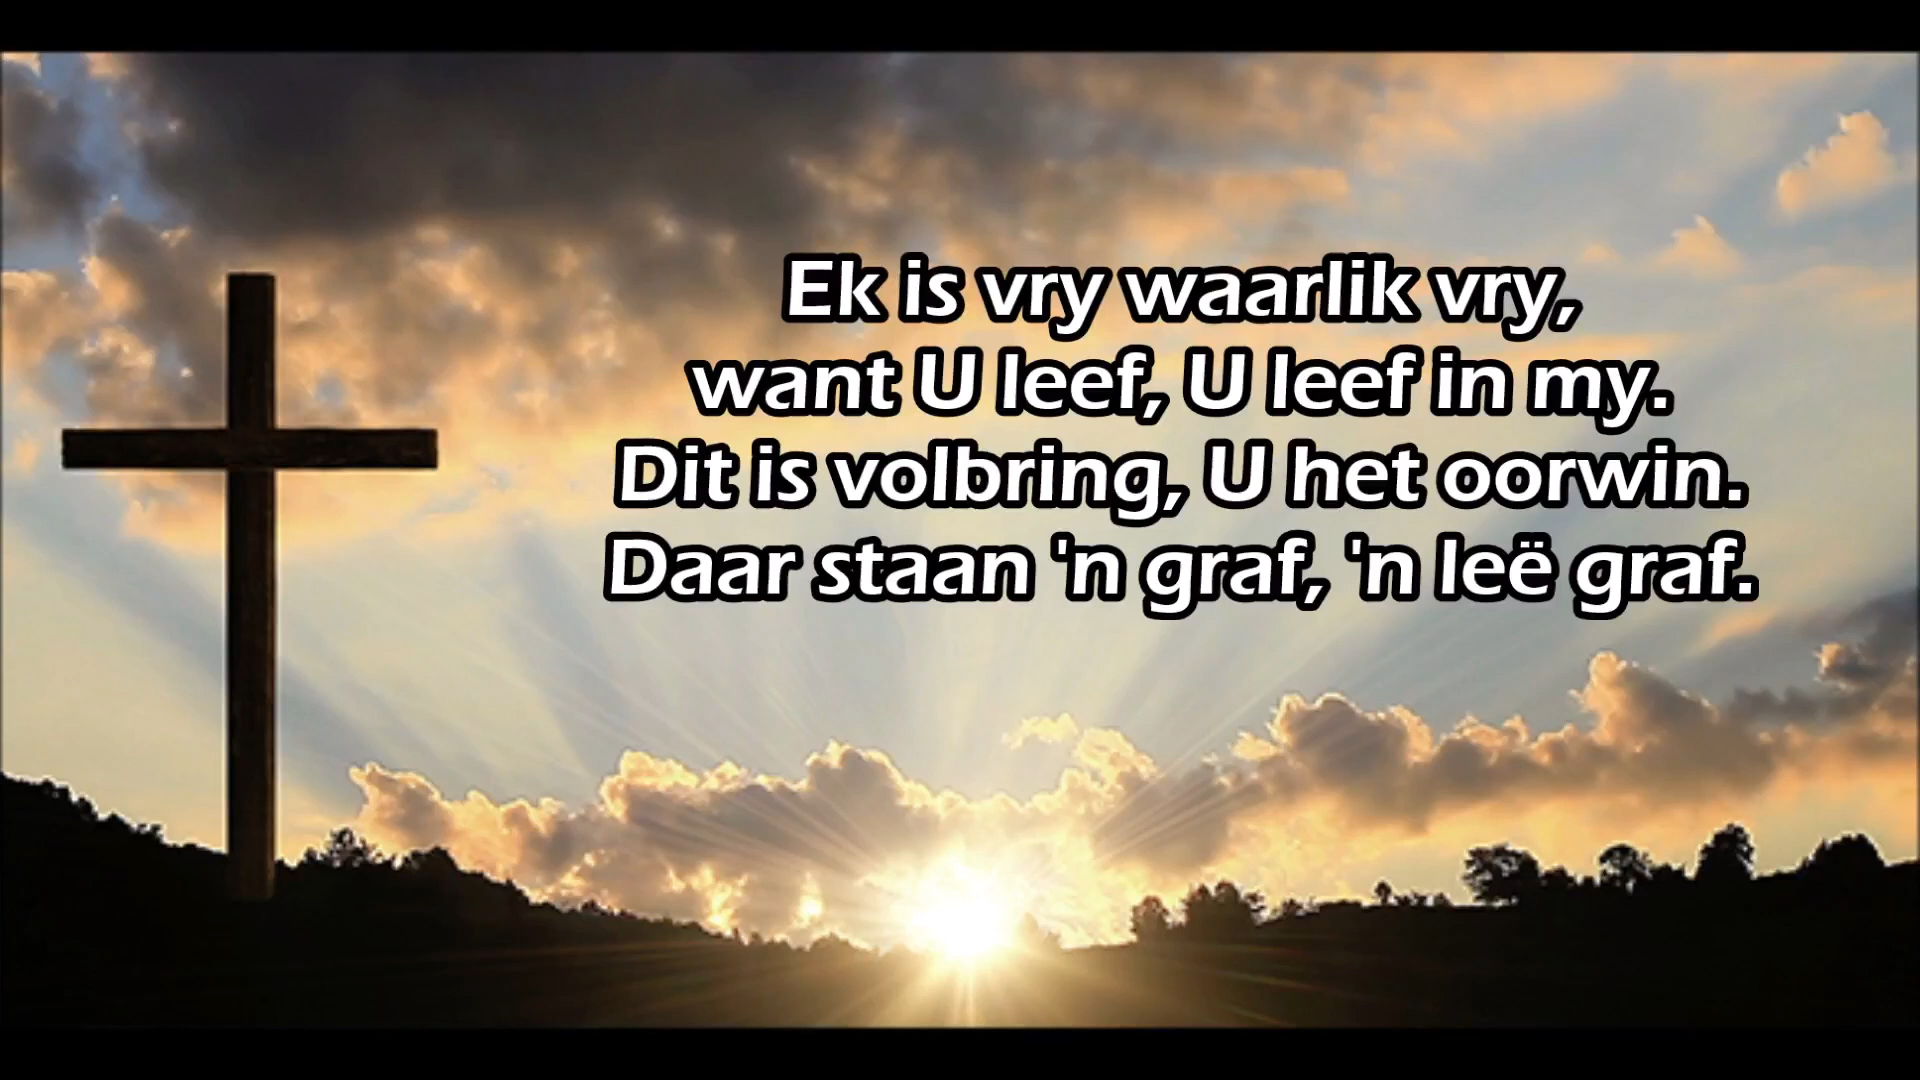 Ek is vry waarlik vry,
want U leef, U leef in my.
Dit is volbring, U het oorwin.
Daar staan 'n graf, 'n leë graf.